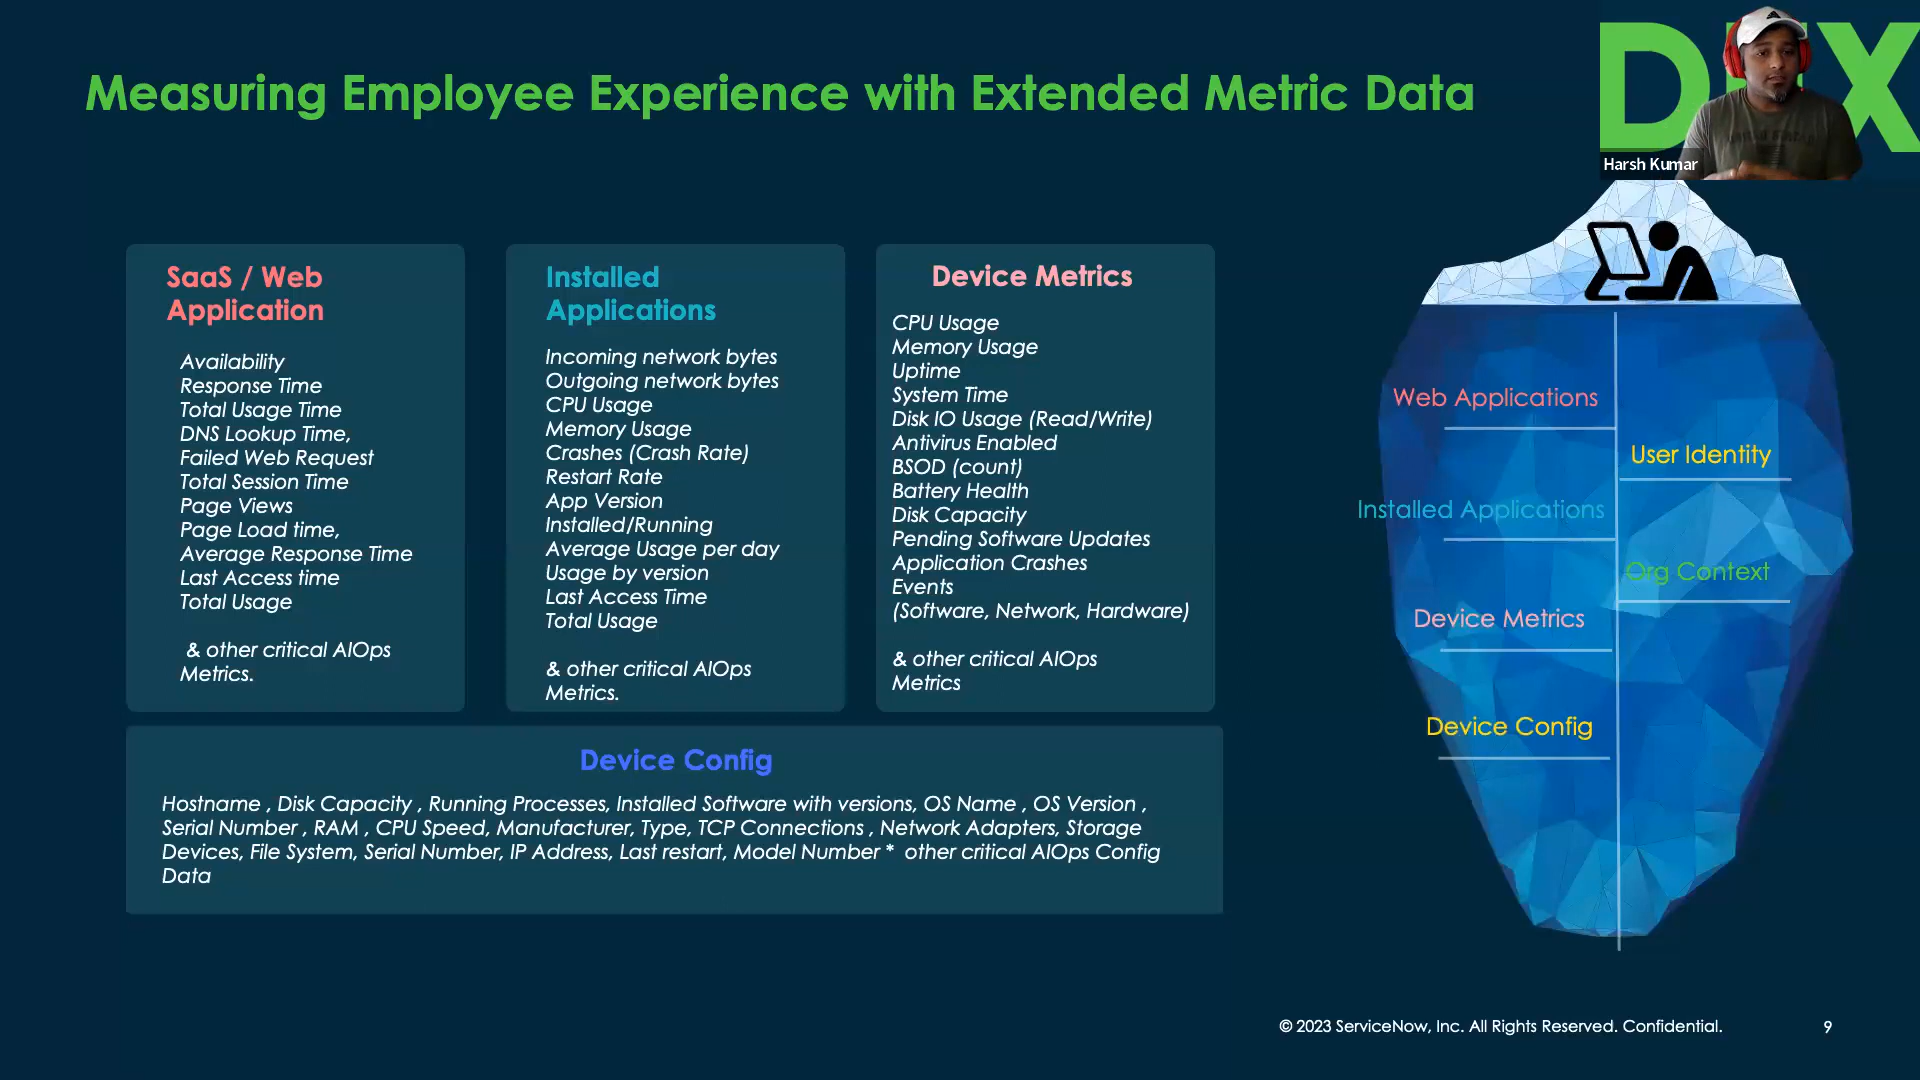 Measuring Employee Experience with Extended Metric Data
Harsh Kumar
SaaS / Web
Application
Availability
Response Time
Total Usage Time
DNS Lookup Time,
Failed Web Request
Total Session Time
Page Views
Page Load time,
Average Response Time
Last Access time
Total Usage
& other critical AIOps
Metrics.
Installed
Applications
Incoming network bytes
Outgoing network bytes
CPU Usage
Memory Usage
Crashes (Crash Rate)
Restart Rate
App Version
Installed/Running
Average Usage per day
Usage by version
Last Access Time
Total Usage
& other critical AIOps
Metrics.
Device Metrics
CPU Usage
Memory Usage
Uptime
System Time
Disk IO Usage (Read/Write)
Antivirus Enabled
BSOD (count)
Battery Health
Disk Capacity
Pending Software Updates
Application Crashes
Events
(Software, Network, Hardware)
& other critical AIOps
Metrics
Device Config
Hostname , Disk Capacity , Running Processes, Installed Software with versions, OS Name , OS Version ,
Serial Number , RAM , CPU Speed, Manufacturer, Type, TCP Connections , Network Adapters, Storage
Devices, File System, Serial Number, IP Address, Last restart, Model Number *  other critical AIOps Config
Data
Web Applications
User Identity
Installed Applications
Org Context
Device Metrics
Device Config
© 2023 ServiceNow, Inc. All Rights Reserved. Confidential.
9